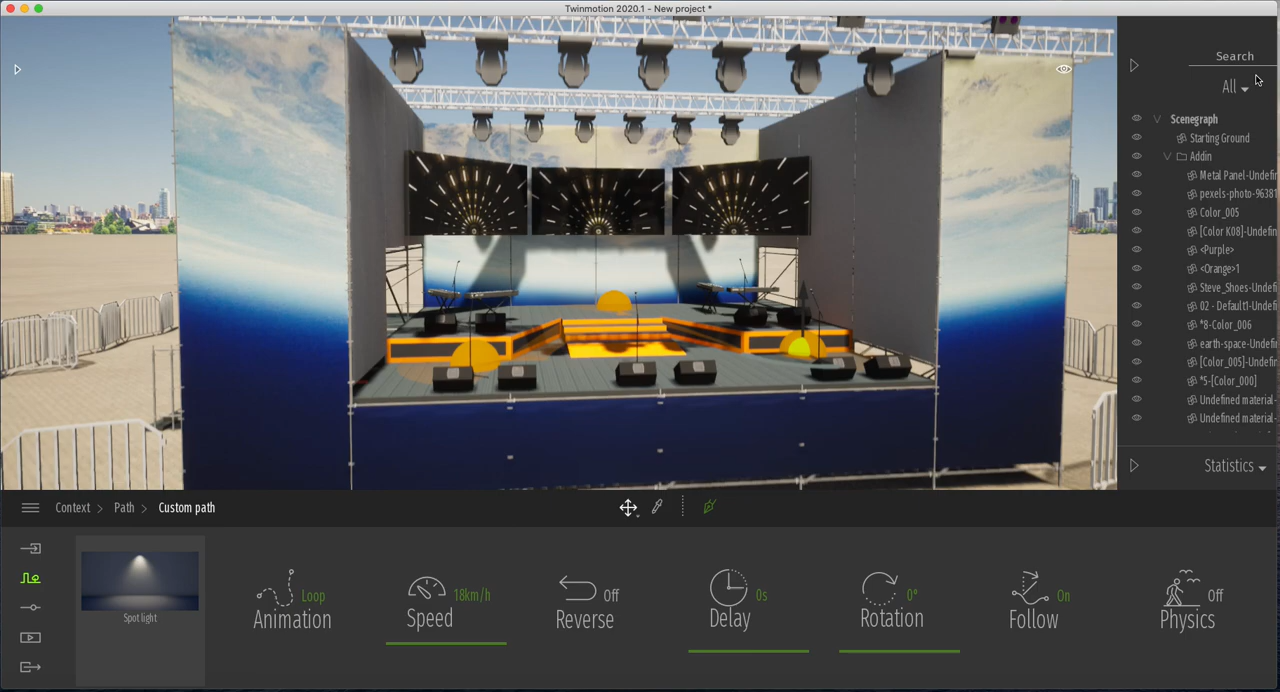 Twinmotion 2020.1 - New project *
Search
All
Scenegraph
Starting Ground
Addin
Metal Panel-Undefi
pexels-photo-96381
Color_005
[Color K08]-Undefin
<Purple>
<Orange>1
Steve_Shoes-Undefi
02 - Default1-Undef
*8-Color_006
earth-space-Undefin
[Color_005]-Undefin
*5-[Color_000]
Undefined material-
Undefined material-
Statistics
Context > Path > Custom path
Spot light
Loop
Animation
18km/h
Speed
Off
Reverse
0s
Delay
0°
Rotation
On
Follow
Off
Physics